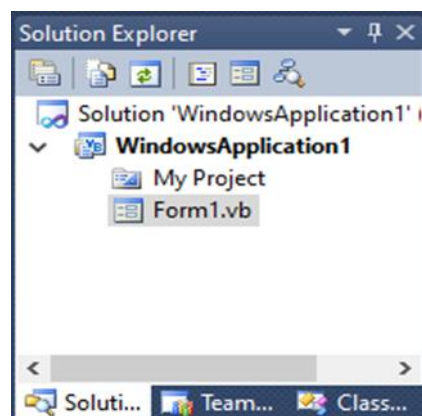 Solution Explorer
Solution 'WindowsApplication1' (
WindowsApplication1
My Project
Form1.vb
Soluti... Team... Class...